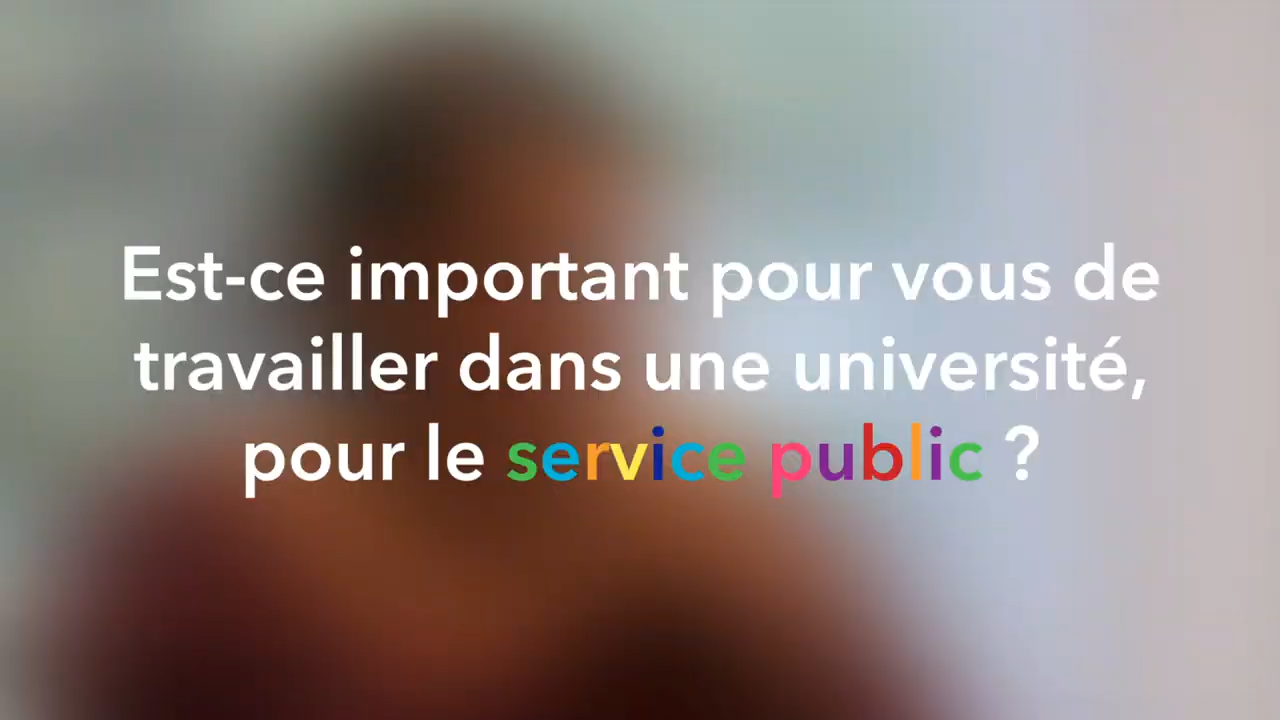 Est-ce important pour vous de
travailler dans une université,
pour le service public ?